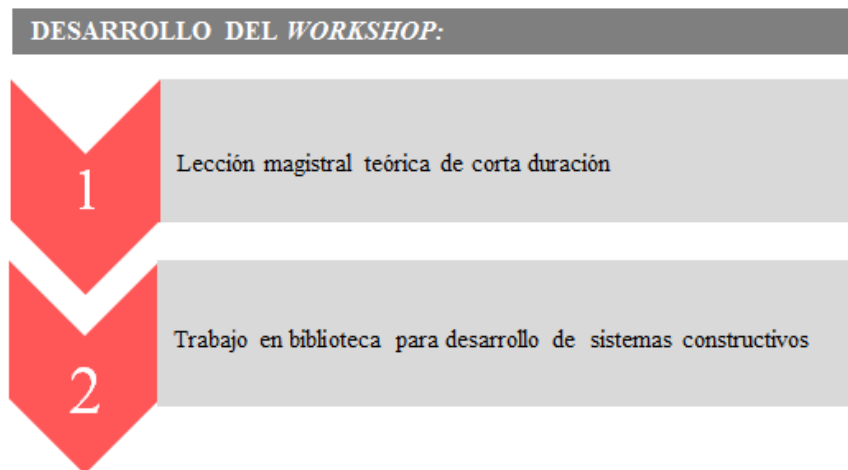 DESARROLLO DEL WORKSHOP:
1
Lección magistral teórica de corta duración
2
Trabajo en biblioteca para desarrollo de sistemas constructivos